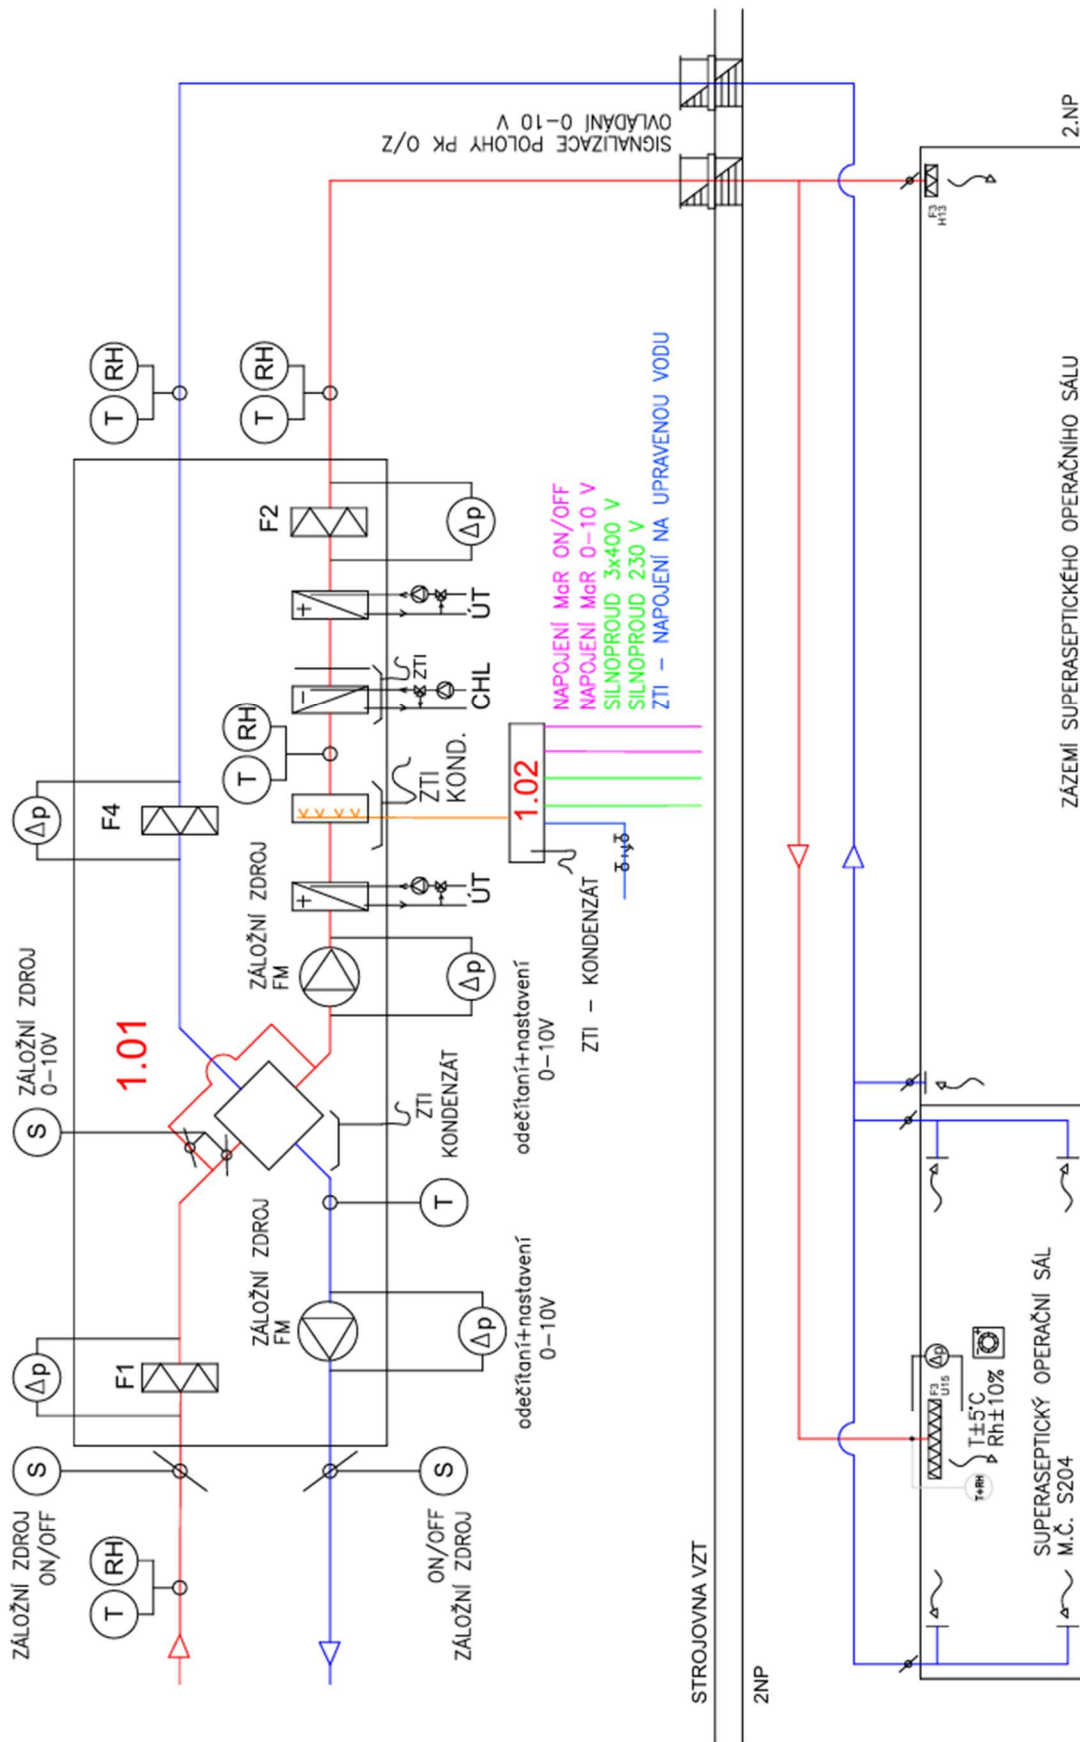 ZÁLOŽNÍ ZDROJ
ON/OFF
S
T
RH
Δp
F1
ON/OFF
ZÁLOŽNÍ ZDROJ
S
ZÁLOŽNÍ ZDROJ
0-10V
S
1.01
ZÁLOŽNÍ ZDROJ
FM
Δp
odečítaní+nastavení
0-10V
T
ZTI
KONDENZÁT
ZÁLOŽNÍ ZDROJ
FM
Δp
odečítaní+nastavení
0-10V
Δp
F4
+
ÚT
ZTI
KOND.
T
RH
-
CHL
ZTI
+
ÚT
F2
Δp
T
RH
T
RH
1.02
ZTI - KONDENZÁT
NAPOJENÍ MaR ON/OFF
NAPOJENÍ MaR 0-10 V
SILNOPROUD 3x400 V
SILNOPROUD 230 V
ZTI - NAPOJENÍ NA UPRAVENOU VODU
SIGNALIZACE POLOHY PK O/Z
OVLÁDÁNÍ 0-10 V
STROJOVNA VZT
2NP
T+RH
F3
U15
Δp
T±5°C
Rh±10%
SUPERASEPTICKÝ OPERAČNÍ SÁL
M.Č. S204
F3
H13
ZÁZEMÍ SUPERASEPTICKÉHO OPERAČNÍHO SÁLU
2.NP